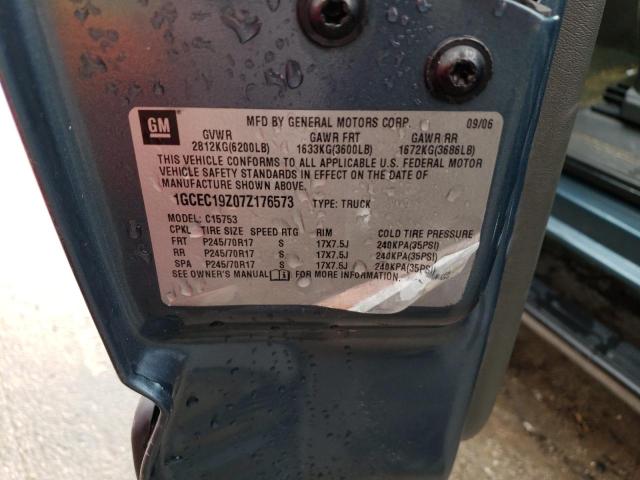 GM MFD BY GENERAL MOTORS CORP. 09/06
GVWR GAWR FRT GAWR RR
2812KG(6200LB) 1633KG(3600LB) 1672KG(3686LB)
THIS VEHICLE CONFORMS TO ALL APPLICABLE U.S. FEDERAL MOTOR
VEHICLE SAFETY STANDARDS IN EFFECT ON THE DATE OF
MANUFACTURE SHOWN ABOVE.
1GCEC19Z07Z176573 TYPE: TRUCK
MODEL: C15753
CPKL TIRE SIZE SPEED RTG RIM COLD TIRE PRESSURE
FRT P245/70R17 S 17X7.5J 240KPA(35PSI)
RR P245/70R17 S 17X7.5J 240KPA(35PSI)
SPA P245/70R17 S 17X7.5J 240KPA(35PSI)
SEE OWNER'S MANUAL FOR MORE INFORMATION.